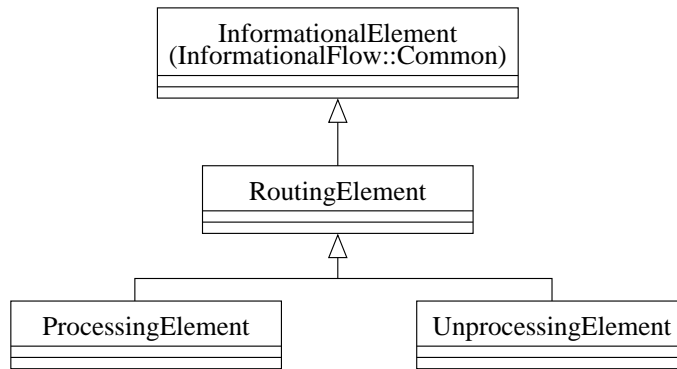 InformationalElement
(InformationalFlow::Common)
RoutingElement
ProcessingElement
UnprocessingElement